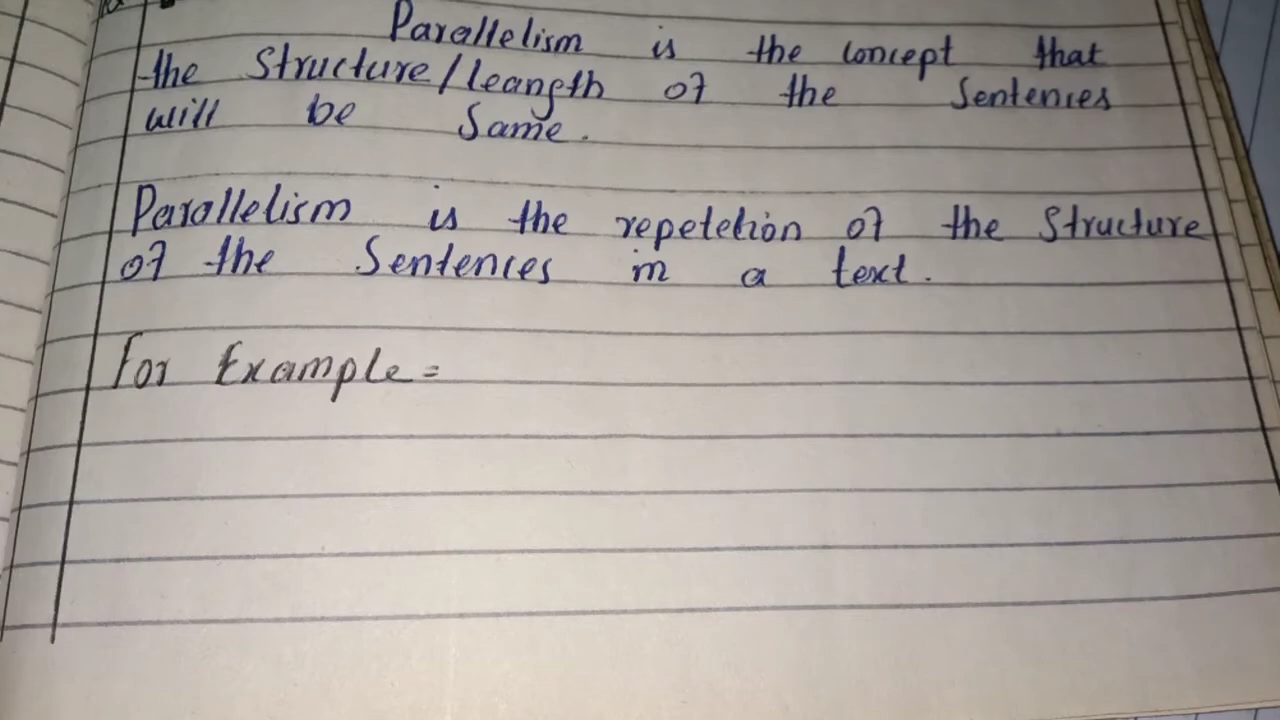 Parallelism is the concept that
the Structure/leangth of the Sentences
will be Same.
Parallelism is the repetetion of the Structure
of the Sentences in a text.
For Example=